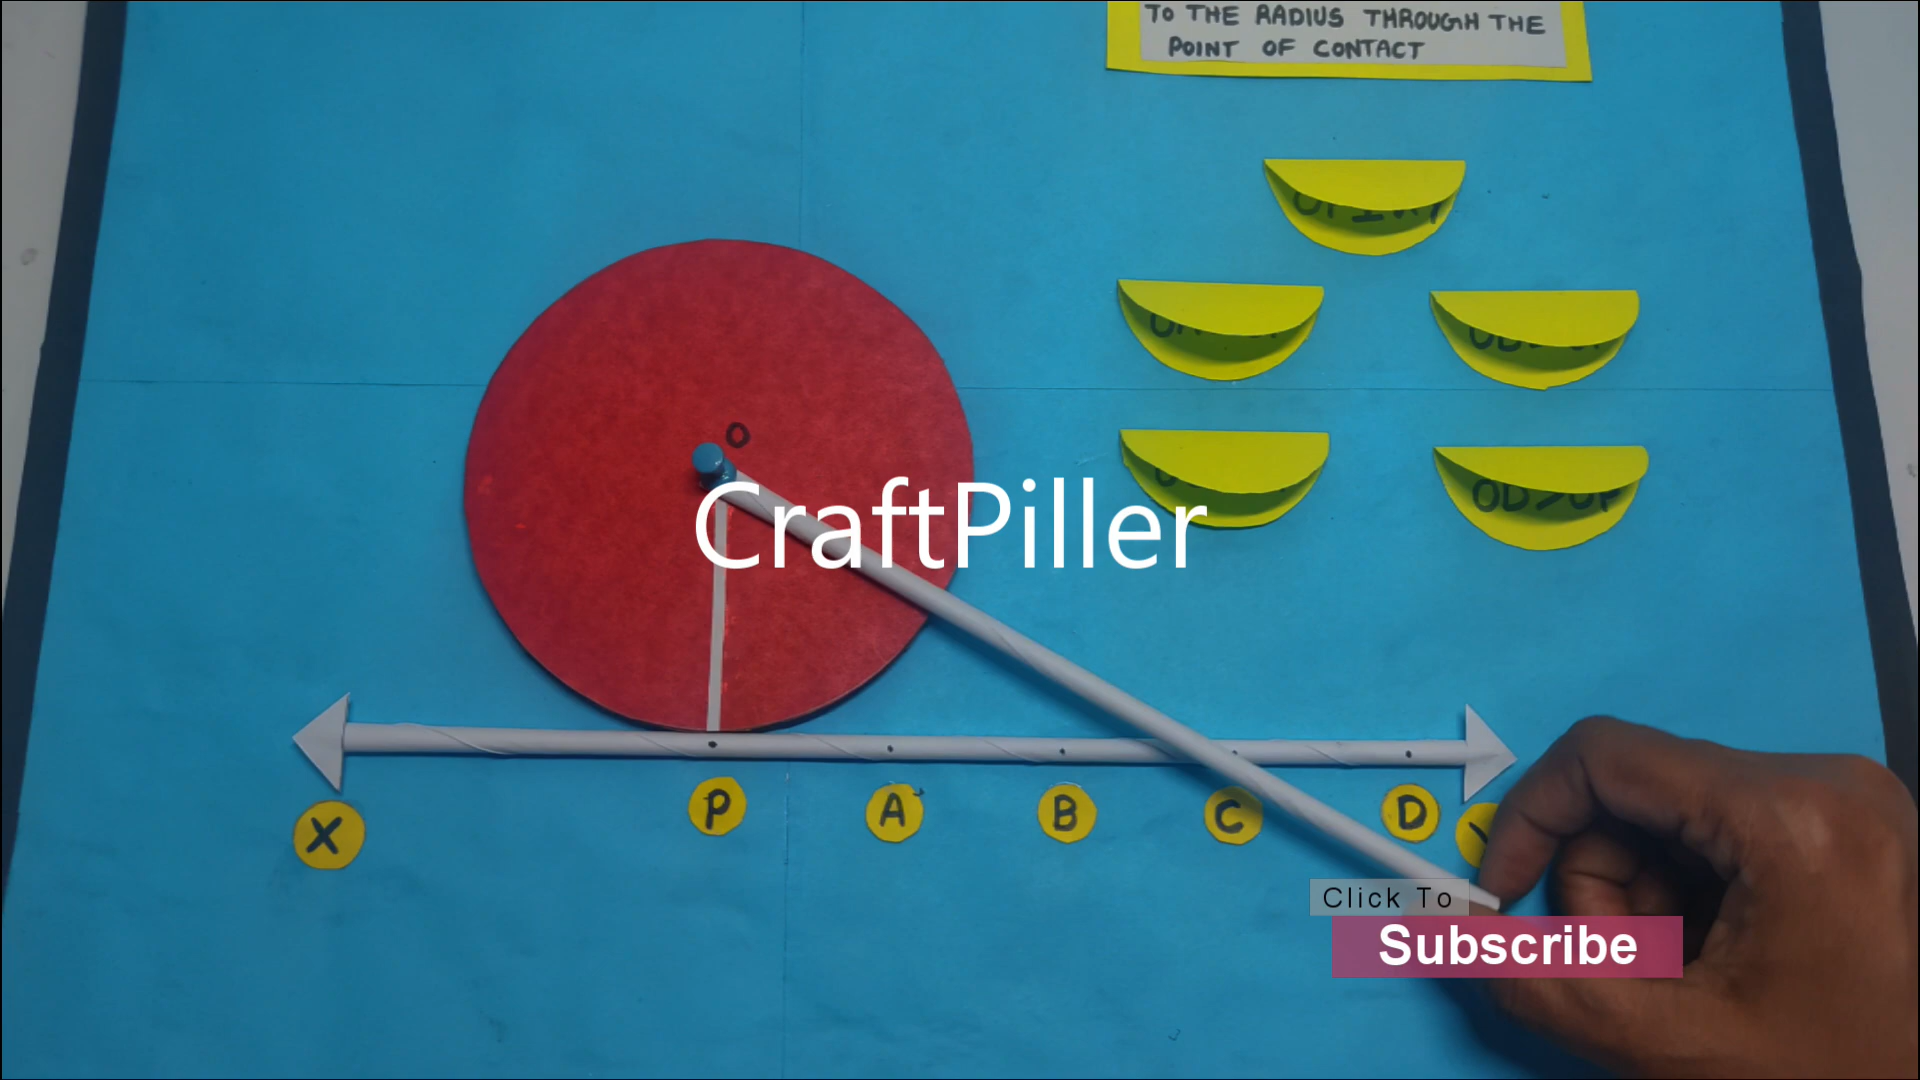 TO THE RADIUS THROUGH THE
POINT OF CONTACT
O
CraftPiller
OD>OP
X
P
A
B
C
D
Click To
Subscribe